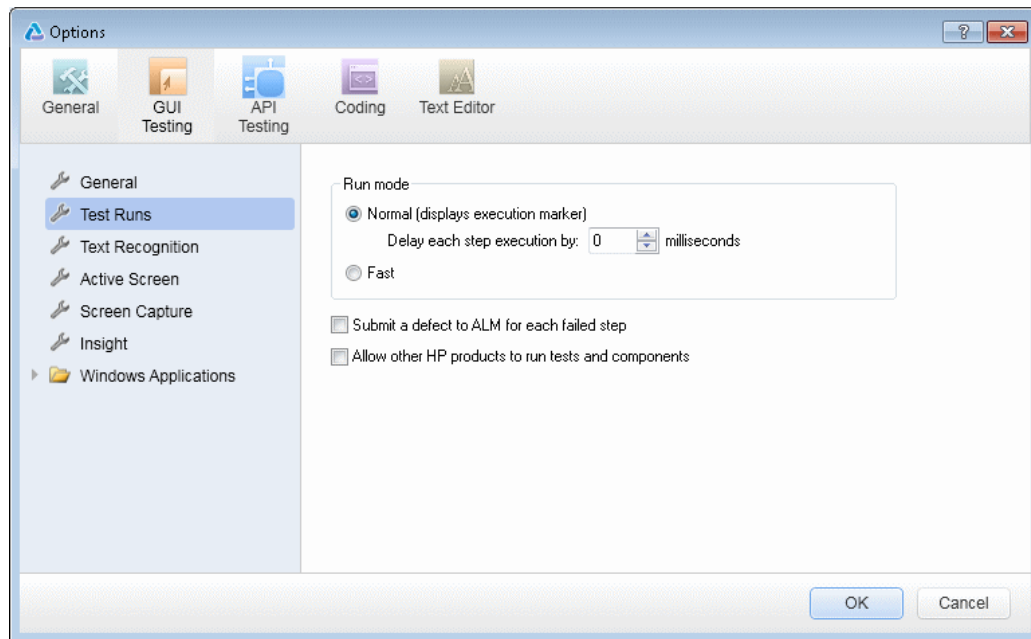 Options
General
GUI
Testing
API
Testing
Coding
Text Editor
General
Test Runs
Text Recognition
Active Screen
Screen Capture
Insight
Windows Applications
Run mode
Normal (displays execution marker)
Delay each step execution by: 0 milliseconds
Fast
Submit a defect to ALM for each failed step
Allow other HP products to run tests and components
OK
Cancel